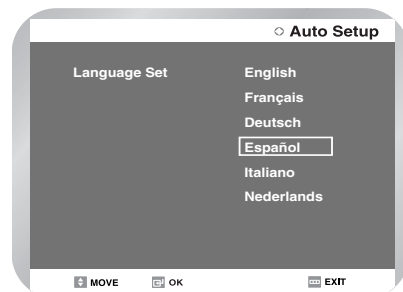 Auto Setup
Language Set English
Français
Deutsch
Español
Italiano
Nederlands
MOVE OK EXIT